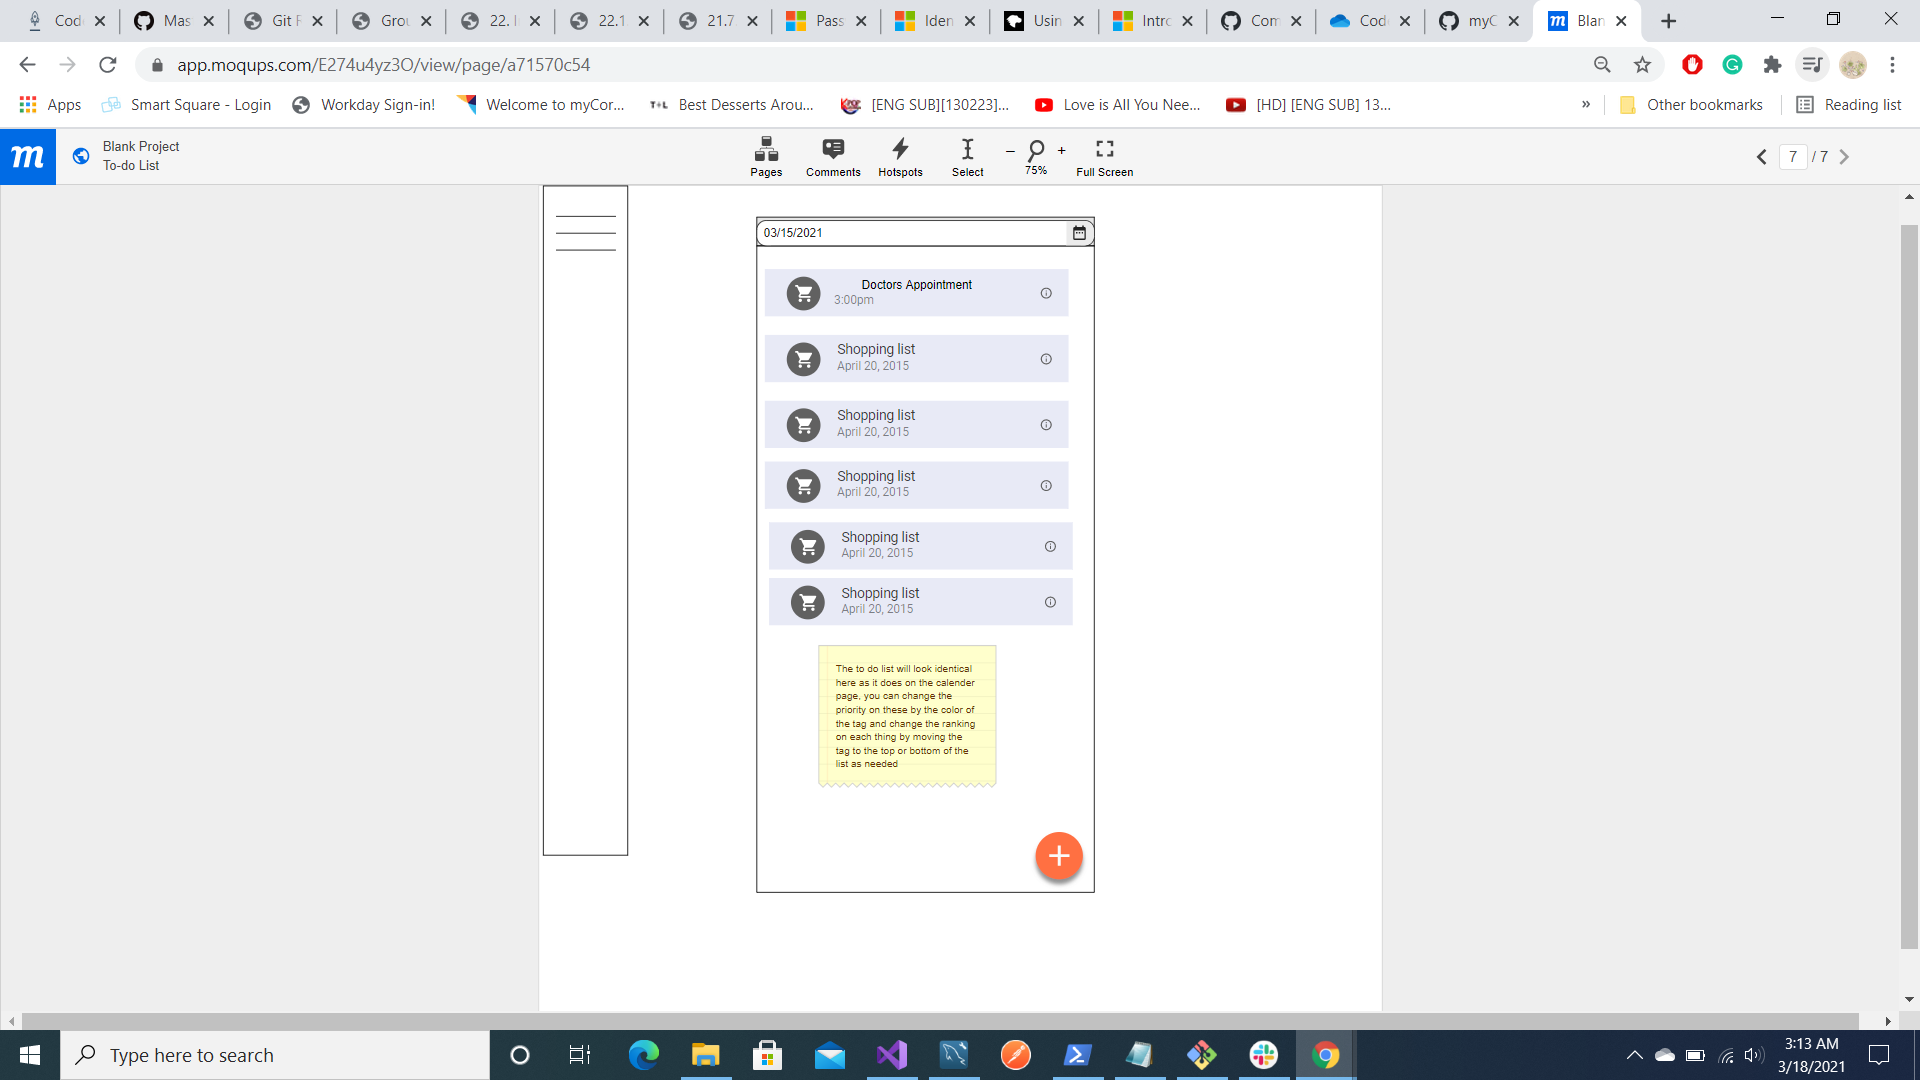 Cod
Mas
Git F
Grou
22. I
22.1
21.7
Pass
Iden
Usin
Intro
Com
Cod
myC
Blan
app.moqups.com/E274u4yz3O/view/page/a71570c54
Apps
Smart Square - Login
Workday Sign-in!
Welcome to myCor...
T+L
Best Desserts Arou...
[ENG SUB][130223]...
Love is All You Nee...
[HD] [ENG SUB] 13...
»
Other bookmarks
Reading list
m
Blank Project
To-do List
Pages
Comments
Hotspots
Select
– 75% +
Full Screen
7 / 7
03/15/2021
Doctors Appointment
3:00pm
Shopping list
April 20, 2015
Shopping list
April 20, 2015
Shopping list
April 20, 2015
Shopping list
April 20, 2015
Shopping list
April 20, 2015
The to do list will look identical
here as it does on the calender
page, you can change the
priority on these by the color of
the tag and change the ranking
on each thing by moving the
tag to the top or bottom of the
list as needed
Type here to search
3:13 AM
3/18/2021